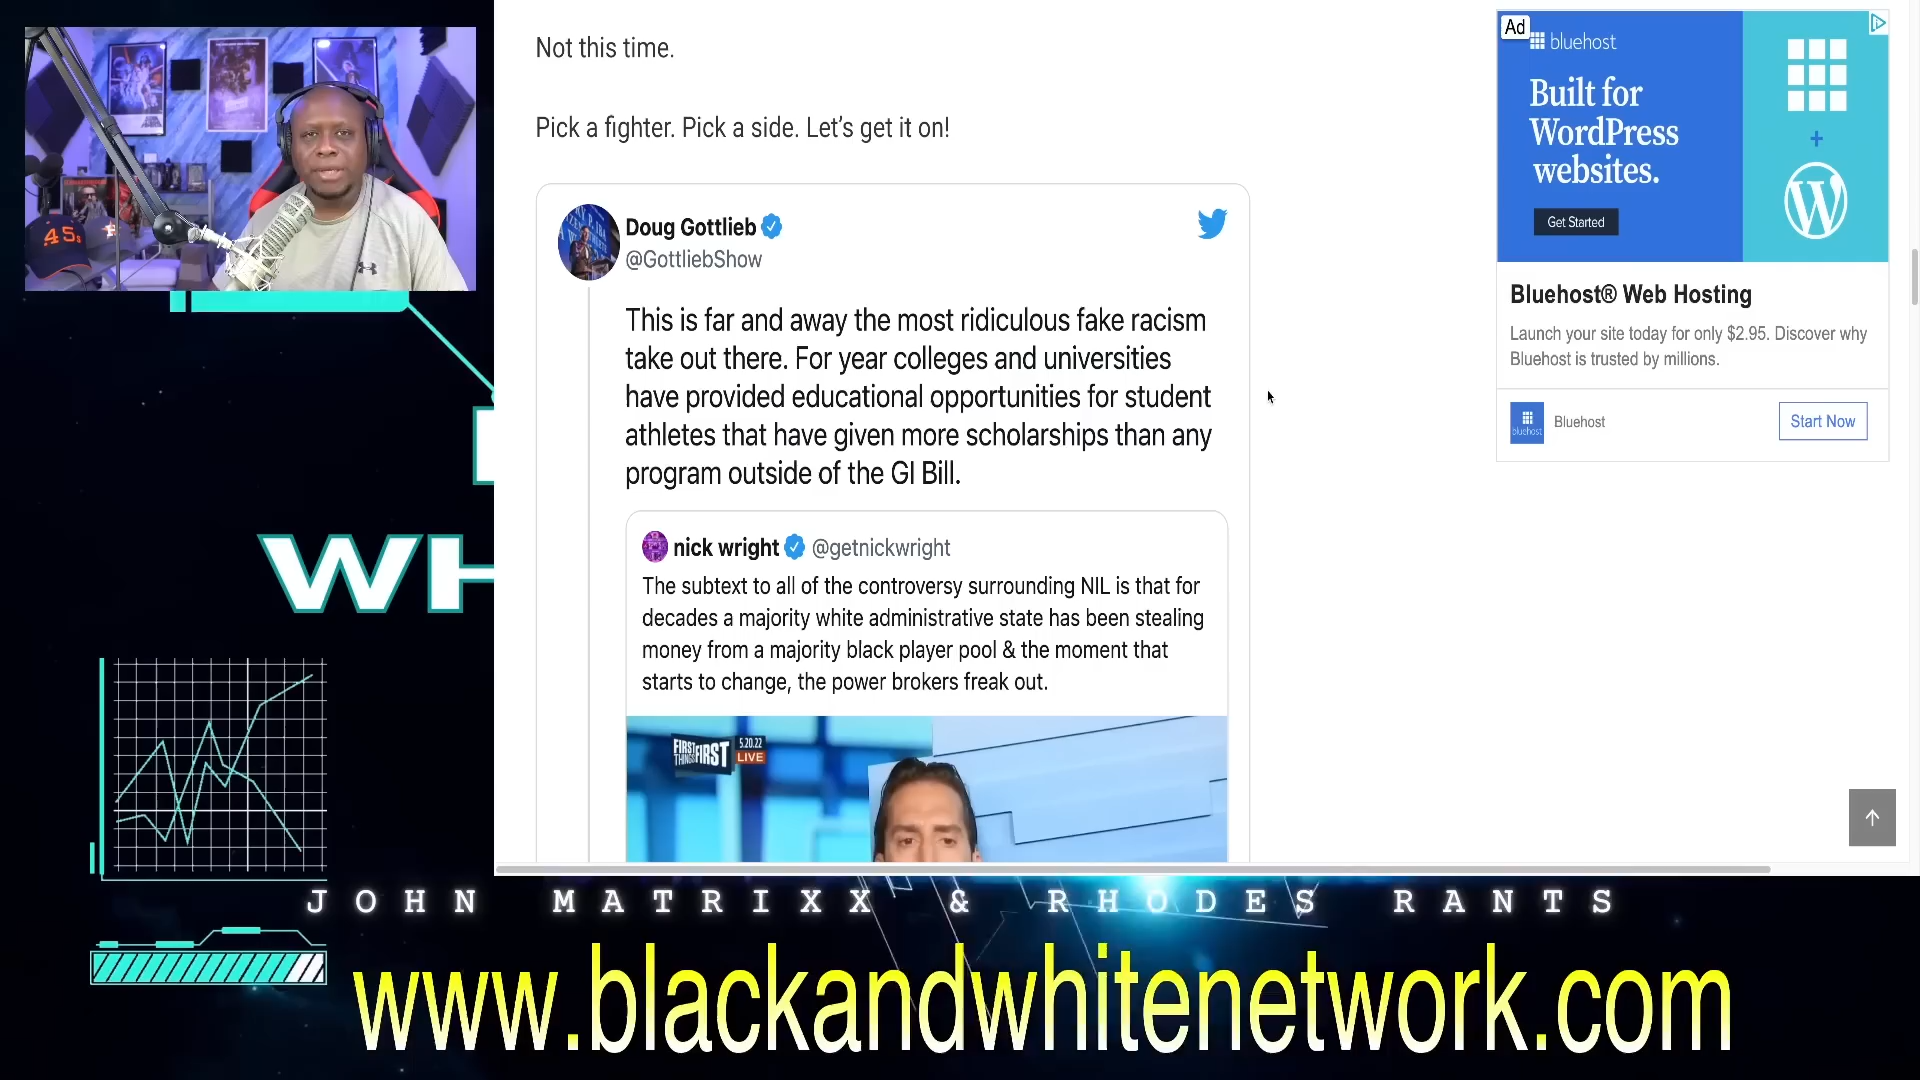 Not this time.
Pick a fighter. Pick a side. Let's get it on!
Doug Gottlieb
@GottliebShow
This is far and away the most ridiculous fake racism
take out there. For year colleges and universities
have provided educational opportunities for student
athletes that have given more scholarships than any
program outside of the GI Bill.
nick wright @getnickwright
The subtext to all of the controversy surrounding NIL is that for
decades a majority white administrative state has been stealing
money from a majority black player pool & the moment that
starts to change, the power brokers freak out.
FIRST
THINGS FIRST
5.20.22
LIVE
Ad
bluehost
Built for
WordPress
websites.
Get Started
+
W
Bluehost® Web Hosting
Launch your site today for only $2.95. Discover why
Bluehost is trusted by millions.
bluehost
Bluehost
Start Now
45s
WH
JOHN MATRIXX & RHODES RANTS
www.blackandwhitenetwork.com